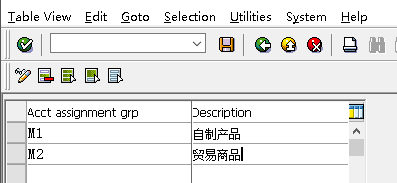 Table View Edit Goto Selection Utilities System Help
Acct assignment grp Description
M1 自制产品
M2 贸易商品